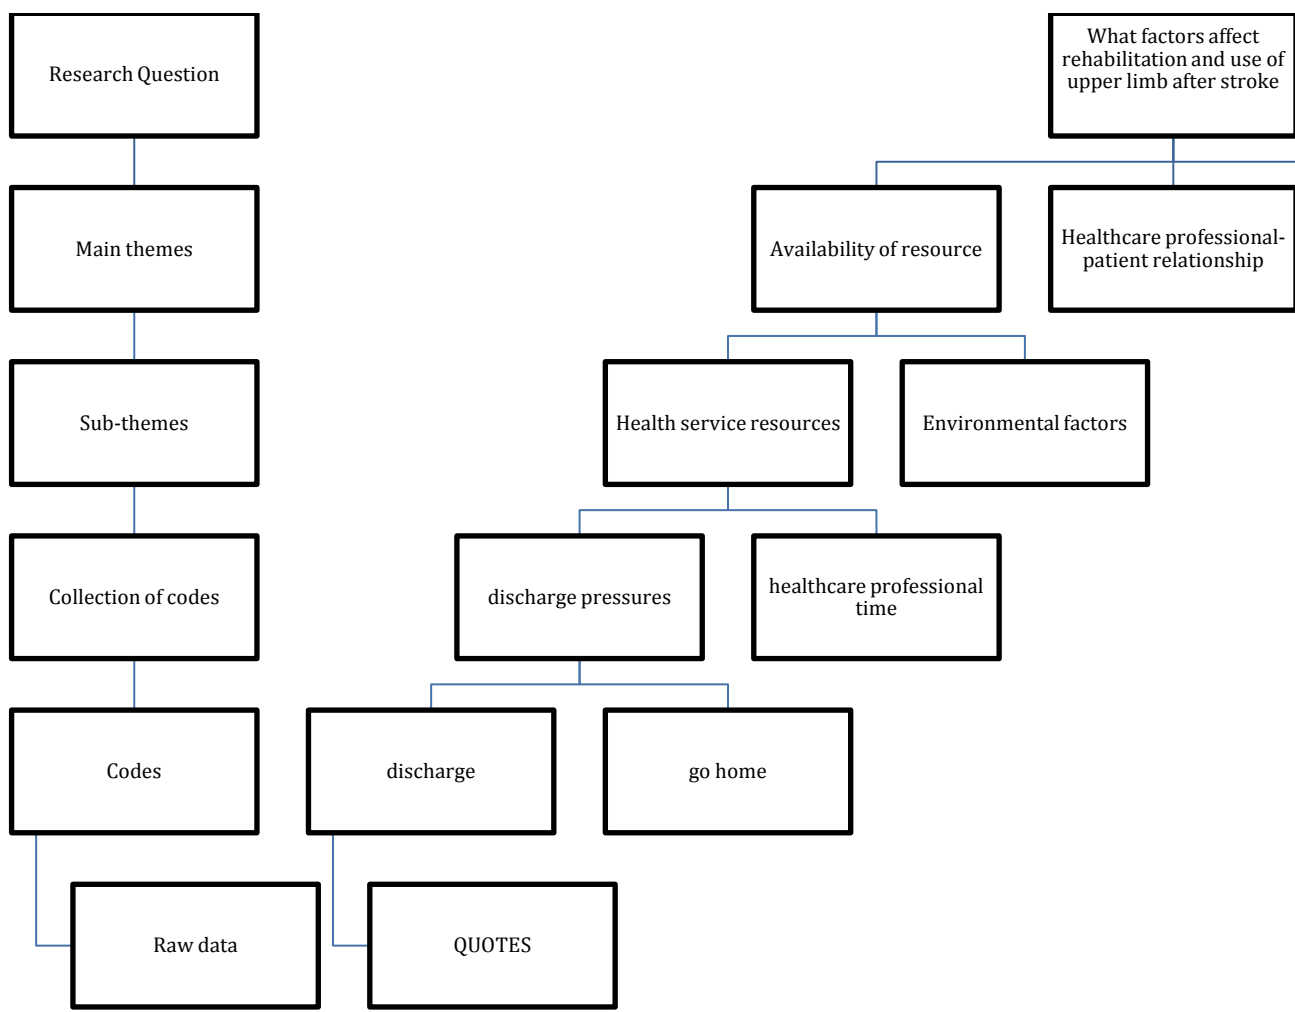 Research Question
What factors affect
rehabilitation and use of
upper limb after stroke
Main themes
Availability of resource
Healthcare professional-
patient relationship
Sub-themes
Health service resources
Environmental factors
Collection of codes
discharge pressures
healthcare professional
time
Codes
discharge
go home
Raw data
QUOTES